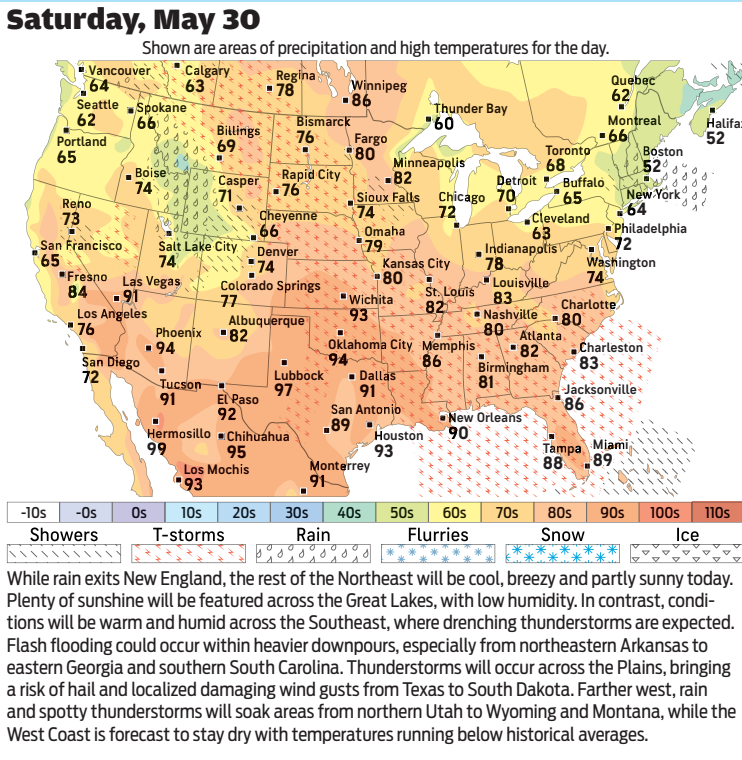 Saturday, May 30
Shown are areas of precipitation and high temperatures for the day.
Vancouver
64
Calgary
63
Regina
78
Winnipeg
86
Quebec
62
Seattle
62
Spokane
66
Thunder Bay
60
Montreal
66
Halifa
52
Portland
65
Billings
69
Bismarck
76
Fargo
80
Minneapolis
82
Toronto
68
Boston
52
Boise
74
Casper
71
Rapid City
76
Sioux Falls
74
Chicago
72
Detroit
70
Buffalo
65
New York
64
Reno
73
Cheyenne
66
Omaha
79
Cleveland
63
Philadelphia
72
San Francisco
65
Salt Lake City
74
Denver
74
Kansas City
80
Indianapolis
78
Washington
74
Fresno
84
Las Vegas
91
Colorado Springs
77
Wichita
93
St. Louis
82
Louisville
83
Los Angeles
76
Phoenix
94
Albuquerque
82
Oklahoma City
94
Memphis
86
Nashville
80
Charlotte
80
Atlanta
82
Charleston
83
San Diego
72
Tucson
91
Lubbock
97
Dallas
91
Birmingham
81
El Paso
92
San Antonio
89
Houston
93
New Orleans
90
Jacksonville
86
Hermosillo
99
Chihuahua
95
Tampa
88
Miami
89
Los Mochis
93
Monterrey
91
-10s -0s 0s 10s 20s 30s 40s 50s 60s 70s 80s 90s 100s 110s
Showers T-storms Rain Flurries Snow Ice
While rain exits New England, the rest of the Northeast will be cool, breezy and partly sunny today.
Plenty of sunshine will be featured across the Great Lakes, with low humidity. In contrast, condi-
tions will be warm and humid across the Southeast, where drenching thunderstorms are expected.
Flash flooding could occur within heavier downpours, especially from northeastern Arkansas to
eastern Georgia and southern South Carolina. Thunderstorms will occur across the Plains, bringing
a risk of hail and localized damaging wind gusts from Texas to South Dakota. Farther west, rain
and spotty thunderstorms will soak areas from northern Utah to Wyoming and Montana, while the
West Coast is forecast to stay dry with temperatures running below historical averages.